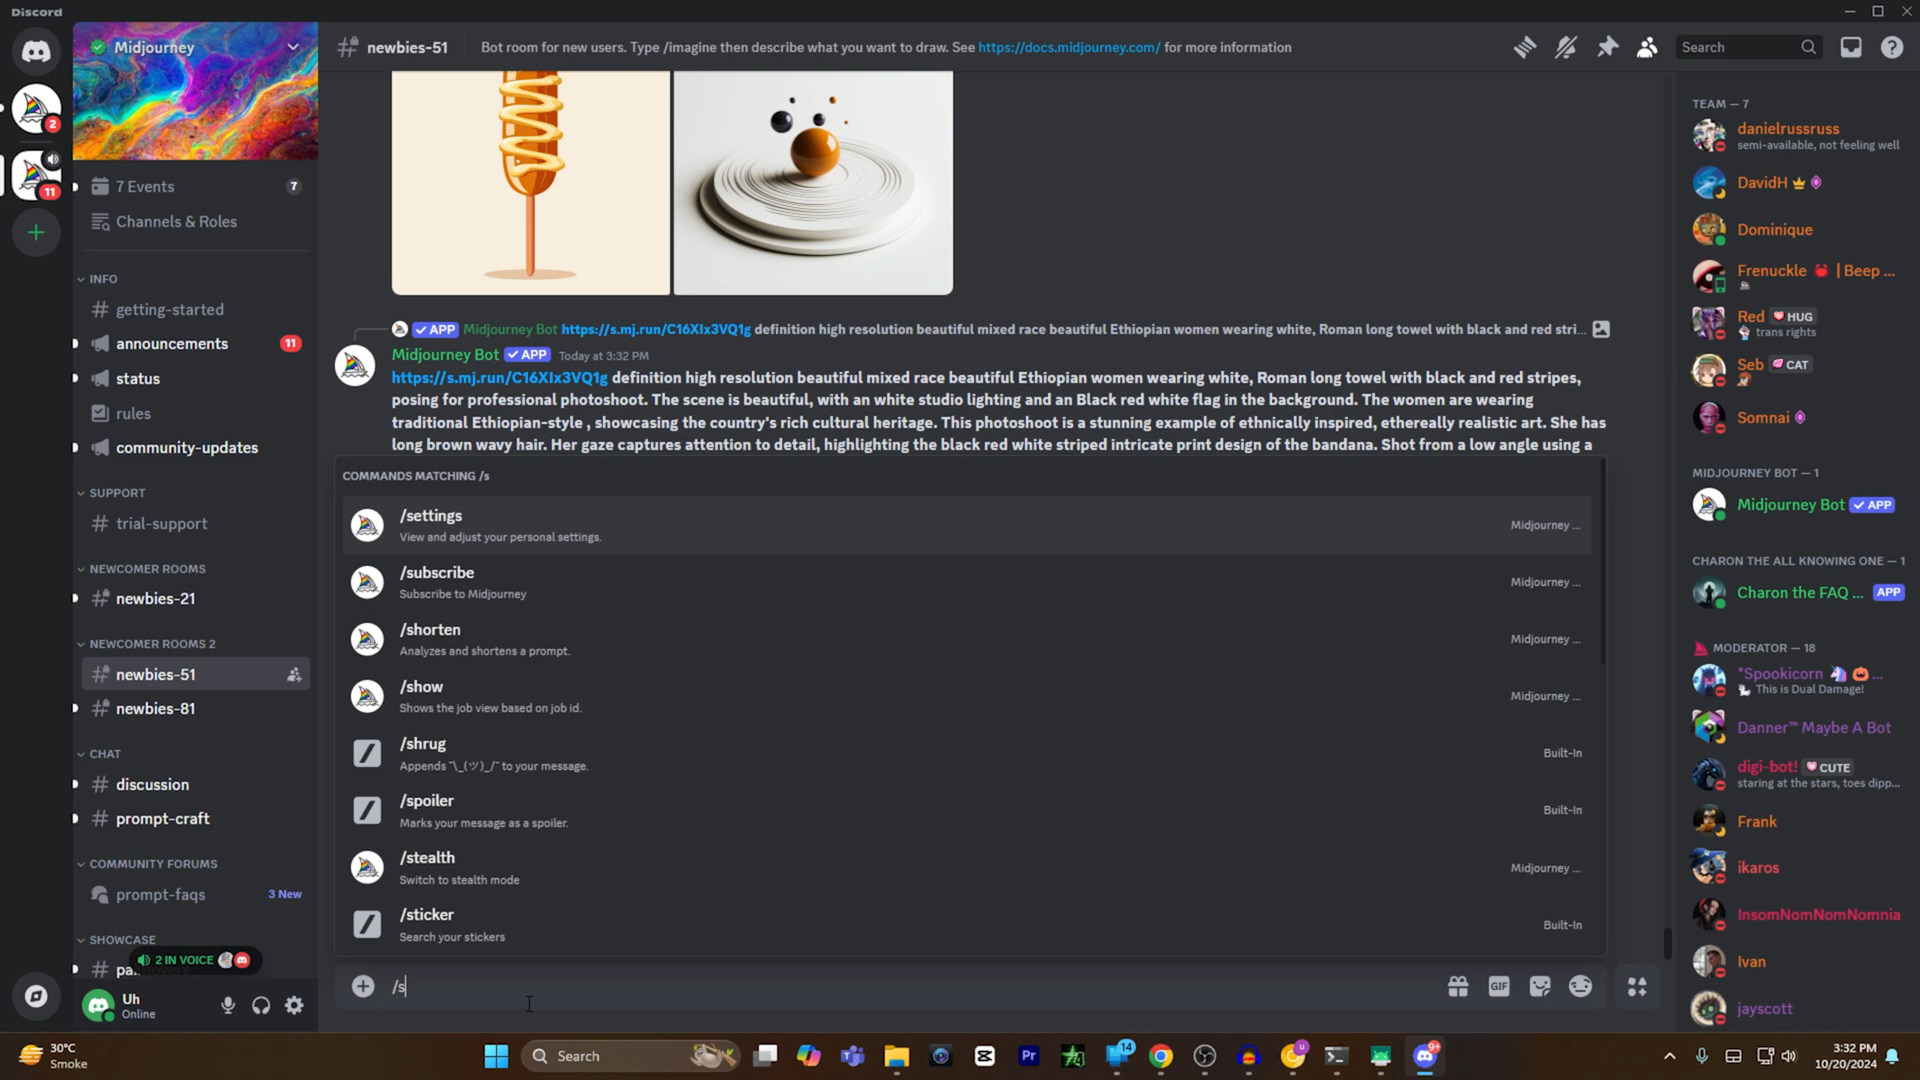 Discord
Midjourney
newbies-51
Bot room for new users. Type /imagine then describe what you want to draw. See https://docs.midjourney.com/ for more information
Search
2
11
7 Events
7
Channels & Roles
INFO
getting-started
announcements
11
status
rules
community-updates
SUPPORT
trial-support
NEWCOMER ROOMS
newbies-21
NEWCOMER ROOMS 2
newbies-51
newbies-81
CHAT
discussion
prompt-craft
COMMUNITY FORUMS
prompt-faqs
3 New
SHOWCASE
2 IN VOICE
Uh
Online
APP Midjourney Bot https://s.mj.run/C16XIx3VQ1g definition high resolution beautiful mixed race beautiful Ethiopian women wearing white, Roman long towel with black and red stri...
Midjourney Bot APP Today at 3:32 PM
https://s.mj.run/C16XIx3VQ1g definition high resolution beautiful mixed race beautiful Ethiopian women wearing white, Roman long towel with black and red stripes,
posing for professional photoshoot. The scene is beautiful, with an white studio lighting and an Black red white flag in the background. The women are wearing
traditional Ethiopian-style , showcasing the country's rich cultural heritage. This photoshoot is a stunning example of ethnically inspired, ethereally realistic art. She has
long brown wavy hair. Her gaze captures attention to detail, highlighting the black red white striped intricate print design of the bandana. Shot from a low angle using a
COMMANDS MATCHING /s
/settings
View and adjust your personal settings.
Midjourney ...
/subscribe
Subscribe to Midjourney
Midjourney ...
/shorten
Analyzes and shortens a prompt.
Midjourney ...
/show
Shows the job view based on job id.
Midjourney ...
/shrug
Appends ¯\_(ツ)_/¯ to your message.
Built-In
/spoiler
Marks your message as a spoiler.
Built-In
/stealth
Switch to stealth mode
Midjourney ...
/sticker
Search your stickers
Built-In
/s
GIF
TEAM — 7
danielrussruss
semi-available, not feeling well
DavidH
Dominique
Frenuckle | Beep ...
Red HUG
trans rights
Seb CAT
Somnai
MIDJOURNEY BOT — 1
Midjourney Bot APP
CHARON THE ALL KNOWING ONE — 1
Charon the FAQ ... APP
MODERATOR — 18
*Spookicorn ...
This is Dual Damage!
Danner™ Maybe A Bot
digi-bot! CUTE
staring at the stars, toes dipp...
Frank
ikaros
InsomNomNomNomnia
Ivan
jayscott
30°C
Smoke
Search
Pr
14
9+
3:32 PM
10/20/2024